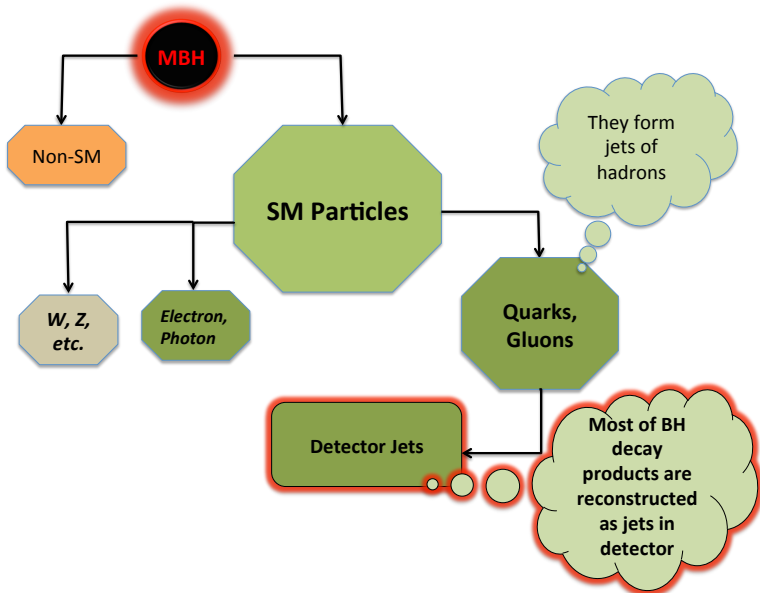 MBH
Non-SM
SM Particles
They form
jets of
hadrons
W, Z,
etc.
Electron,
Photon
Quarks,
Gluons
Detector Jets
Most of BH
decay
products are
reconstructed
as jets in
detector